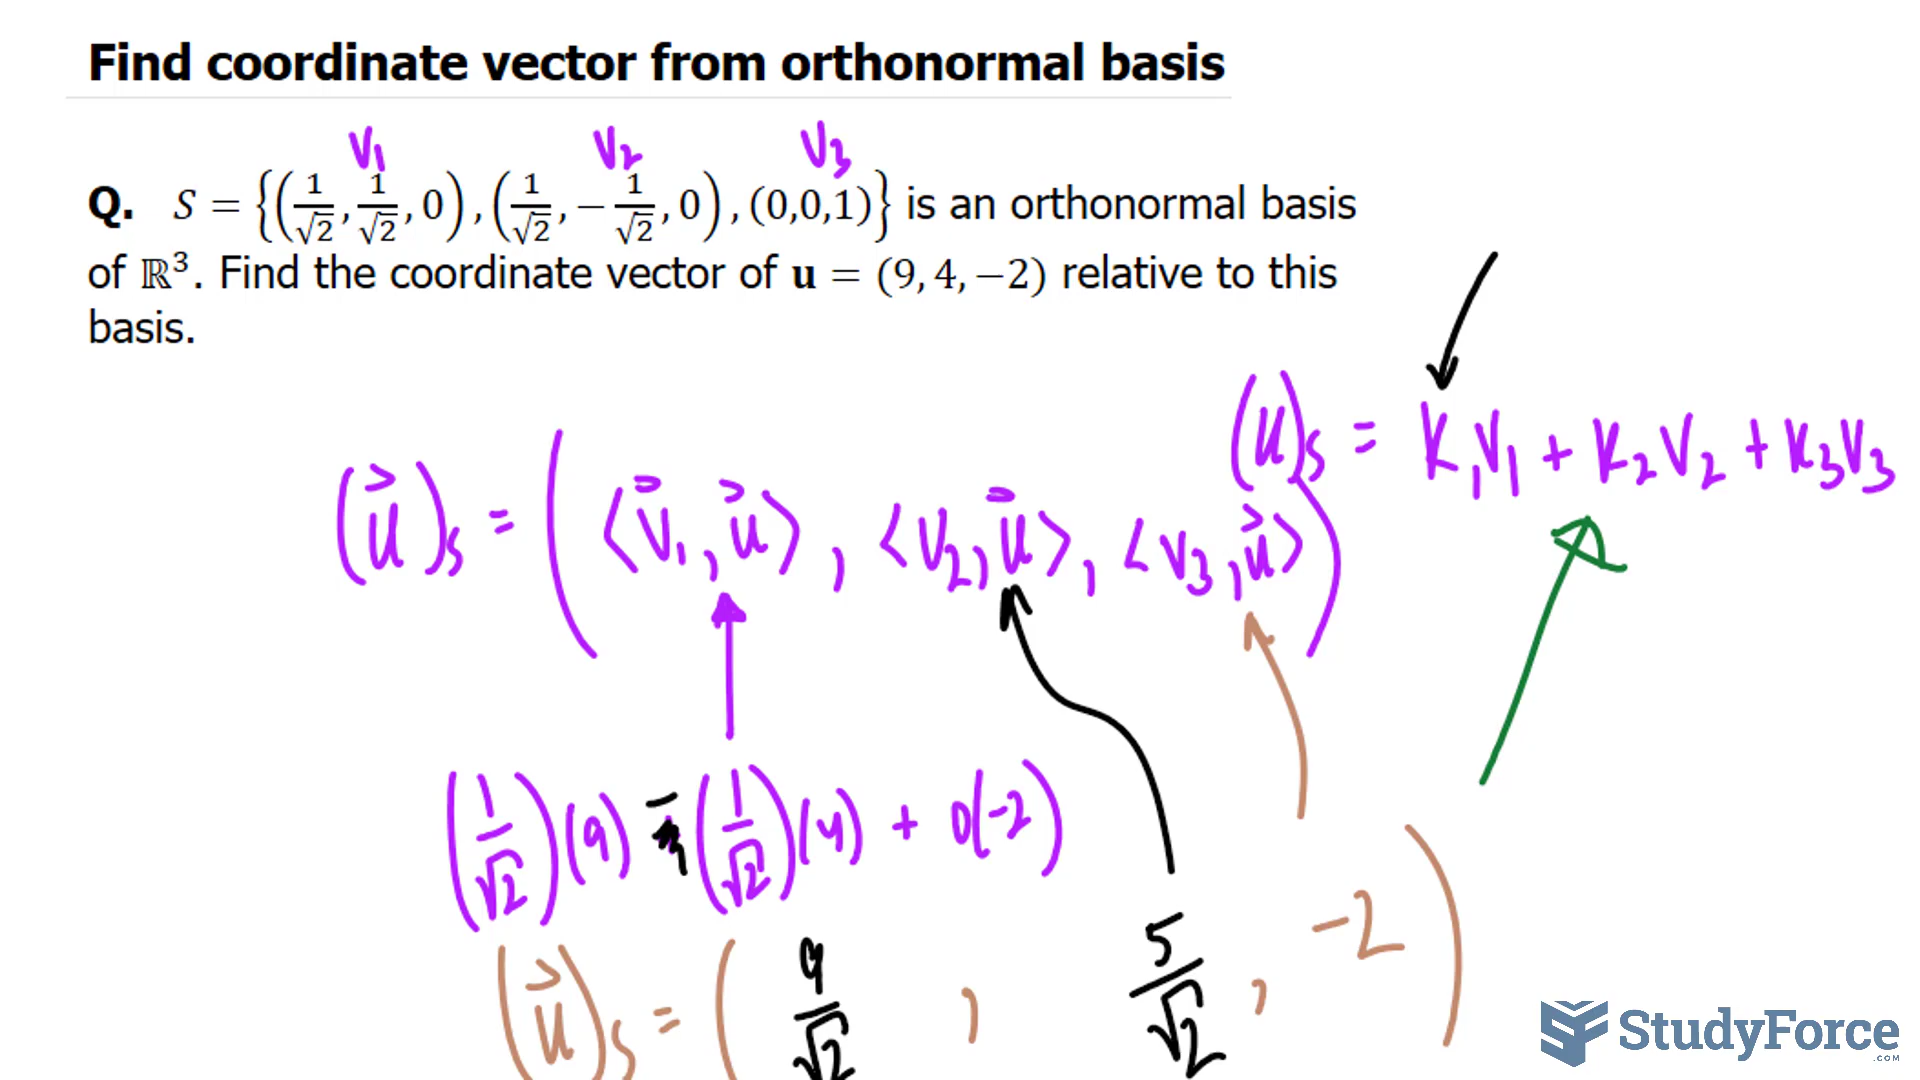 Find coordinate vector from orthonormal basis
V1 V2 V3
Q. S = {(1/√2, 1/√2, 0), (1/√2, −1/√2, 0), (0,0,1)} is an orthonormal basis
of ℝ³. Find the coordinate vector of u = (9, 4, −2) relative to this
basis.
(u)s = K1V1 + K2V2 + K3V3
(u⃗)s = (⟨v⃗1, u⃗⟩, ⟨V2, u⃗⟩, ⟨V3, u⃗⟩)
(1/√2)(9) − (1/√2)(4) + 0(−2)
(u⃗)s = (9/√2, 5/√2, −2)
StudyForce
.COM